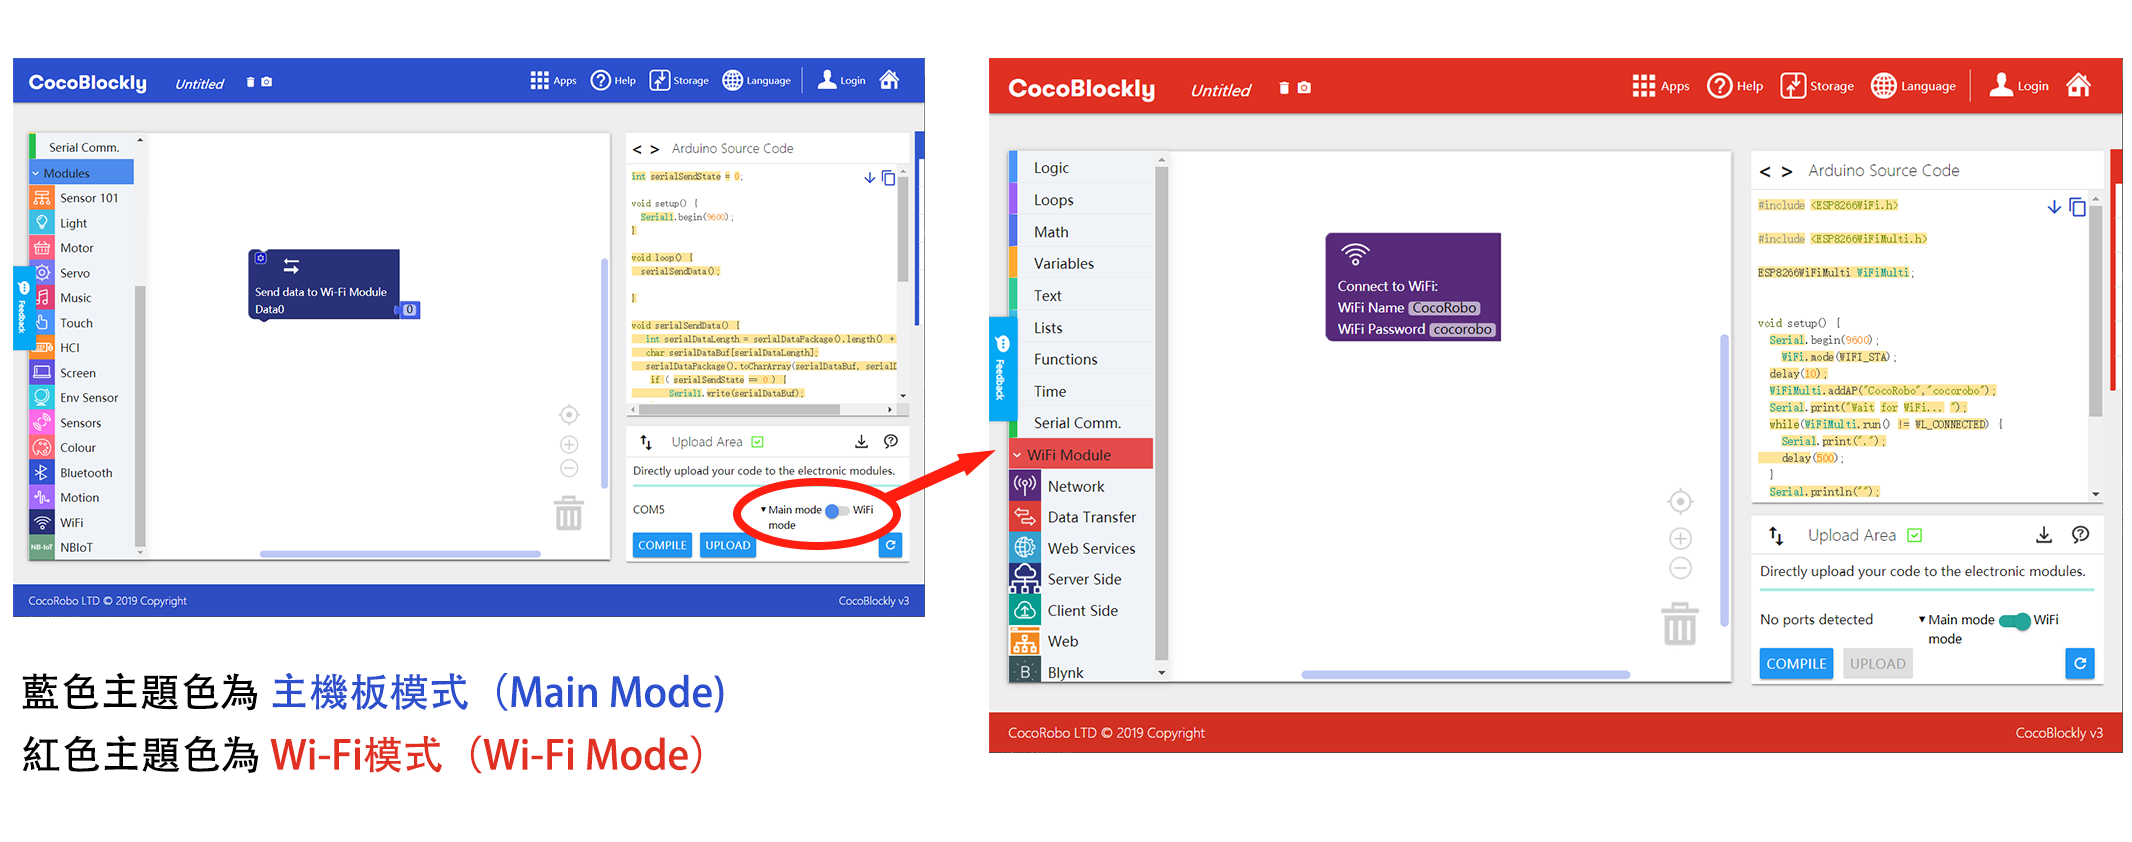 CocoBlockly Untitled Apps Help Storage Language Login
Serial Comm.
Modules
Sensor 101
Light
Motor
Servo
Music
Touch
HCI
Screen
Env Sensor
Sensors
Colour
Bluetooth
Motion
WiFi
NB-IoT NBIoT
Feedback
Send data to Wi-Fi Module
Data0 0
< > Arduino Source Code
int serialSendState = 0;
void setup() {
Serial1.begin(9600);
}
void loop() {
serialSendData();
}
void serialSendData() {
int serialDataLength = serialDataPackage().length() +
char serialDataBuf[serialDataLength];
serialDataPackage().toCharArray(serialDataBuf, serialD
if ( serialSendState == 0 ) {
Serial1.write(serialDataBuf);
Upload Area
Directly upload your code to the electronic modules.
COM5 Main mode WiFi
mode
COMPILE UPLOAD
CocoRobo LTD © 2019 Copyright CocoBlockly v3
CocoBlockly Untitled Apps Help Storage Language Login
Logic
Loops
Math
Variables
Text
Lists
Functions
Time
Serial Comm.
WiFi Module
Network
Data Transfer
Web Services
Server Side
Client Side
Web
B Blynk
Feedback
Connect to WiFi:
WiFi Name CocoRobo
WiFi Password cocorobo
< > Arduino Source Code
#include <ESP8266WiFi.h>
#include <ESP8266WiFiMulti.h>
ESP8266WiFiMulti WiFiMulti;
void setup() {
Serial.begin(9600);
WiFi.mode(WIFI_STA);
delay(10);
WiFiMulti.addAP("CocoRobo","cocorobo");
Serial.print("Wait for WiFi... ");
while(WiFiMulti.run() != WL_CONNECTED) {
Serial.print(".");
delay(500);
}
Serial.println("");
Upload Area
Directly upload your code to the electronic modules.
No ports detected Main mode WiFi
mode
COMPILE UPLOAD
CocoRobo LTD © 2019 Copyright CocoBlockly v3
藍色主題色為 主機板模式（Main Mode)
紅色主題色為 Wi-Fi模式（Wi-Fi Mode）